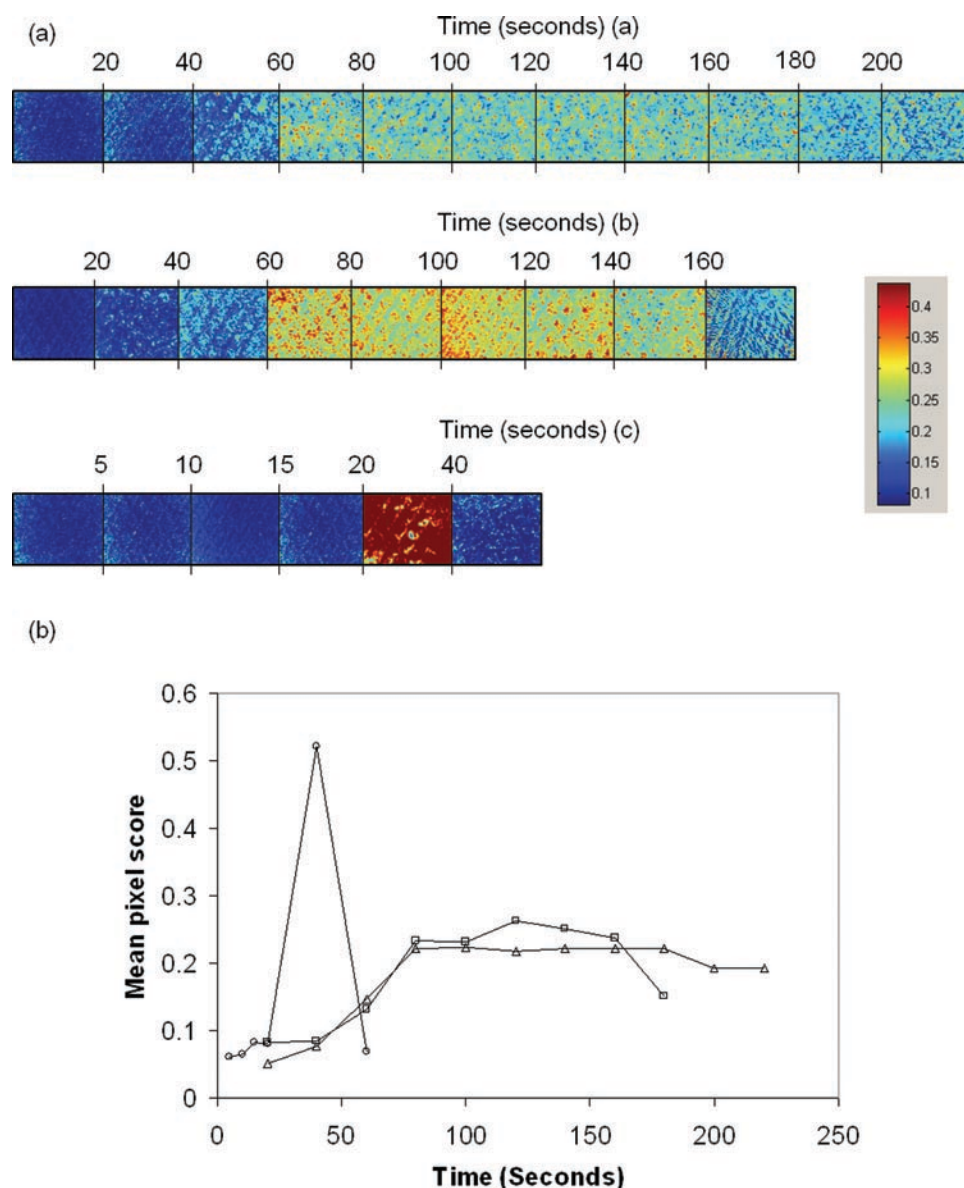 (a)
Time (seconds) (a)
20 40 60 80 100 120 140 160 180 200
Time (seconds) (b)
20 40 60 80 100 120 140 160
0.4
0.35
0.3
0.25
0.2
0.15
0.1
Time (seconds) (c)
5 10 15 20 40
(b)
0.6
0.5
0.4
0.3
0.2
0.1
0
Mean pixel score
0 50 100 150 200 250
Time (Seconds)